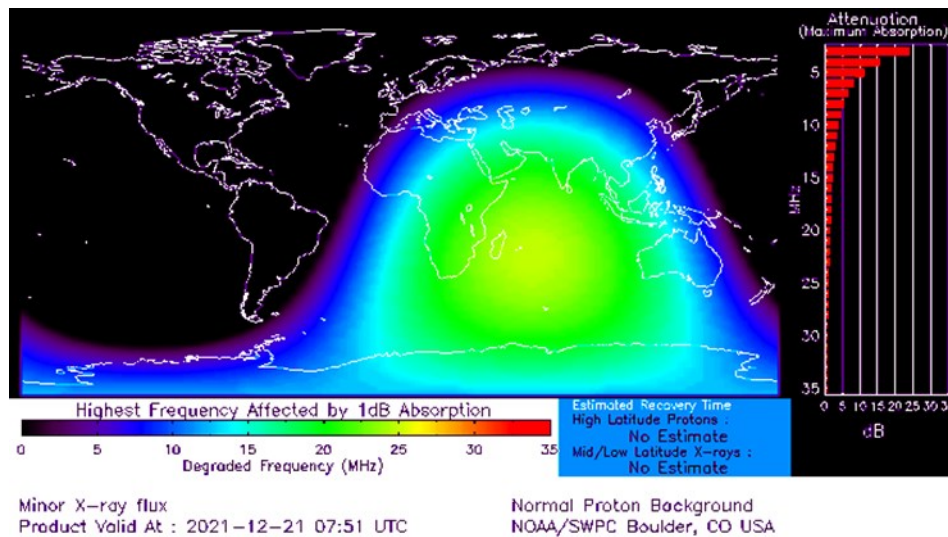 Attenuation
(Maximum Absorption)
5
10
15
20
25
30
35
MHz
0 5 10 15 20 25 30 3
dB
Highest Frequency Affected by 1dB Absorption
0 5 10 15 20 25 30 35
Degraded Frequency (MHz)
Estimated Recovery Time
High Latitude Protons :
No Estimate
Mid/Low Latitude X-rays :
No Estimate
Minor X-ray flux
Product Valid At : 2021-12-21 07:51 UTC
Normal Proton Background
NOAA/SWPC Boulder, CO USA